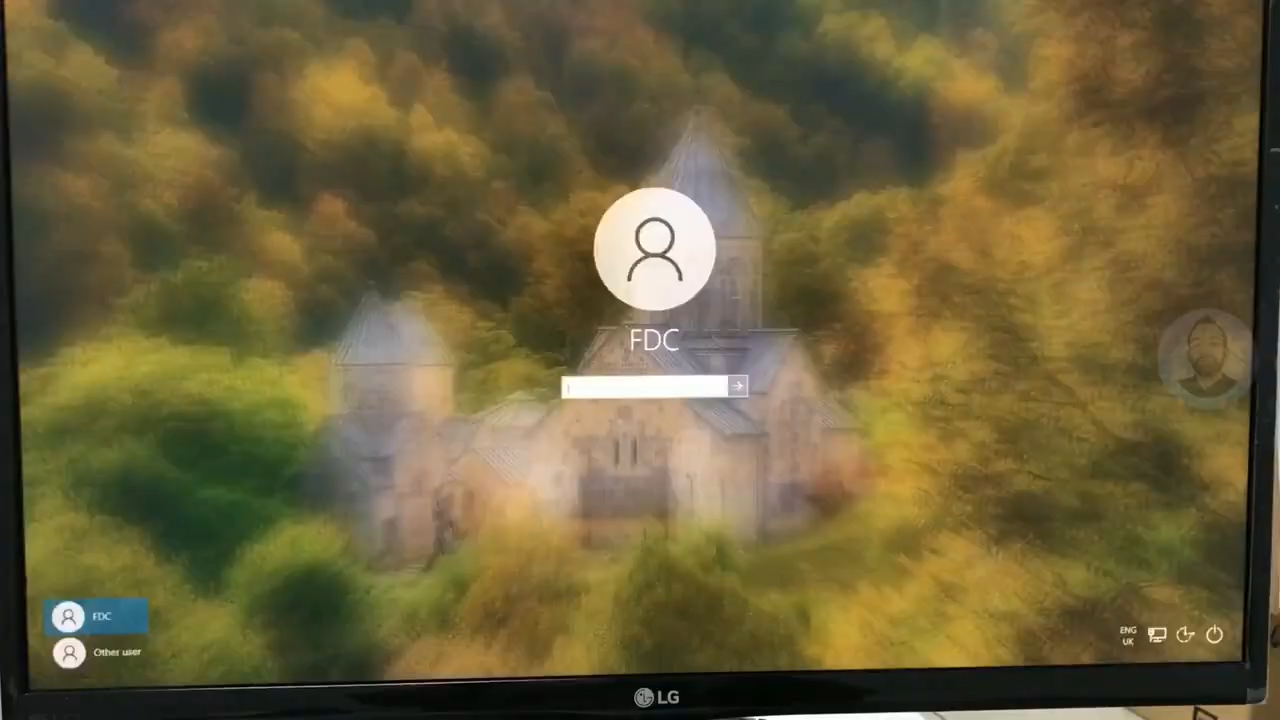 FDC
FDC
Other user
ENG
UK
LG